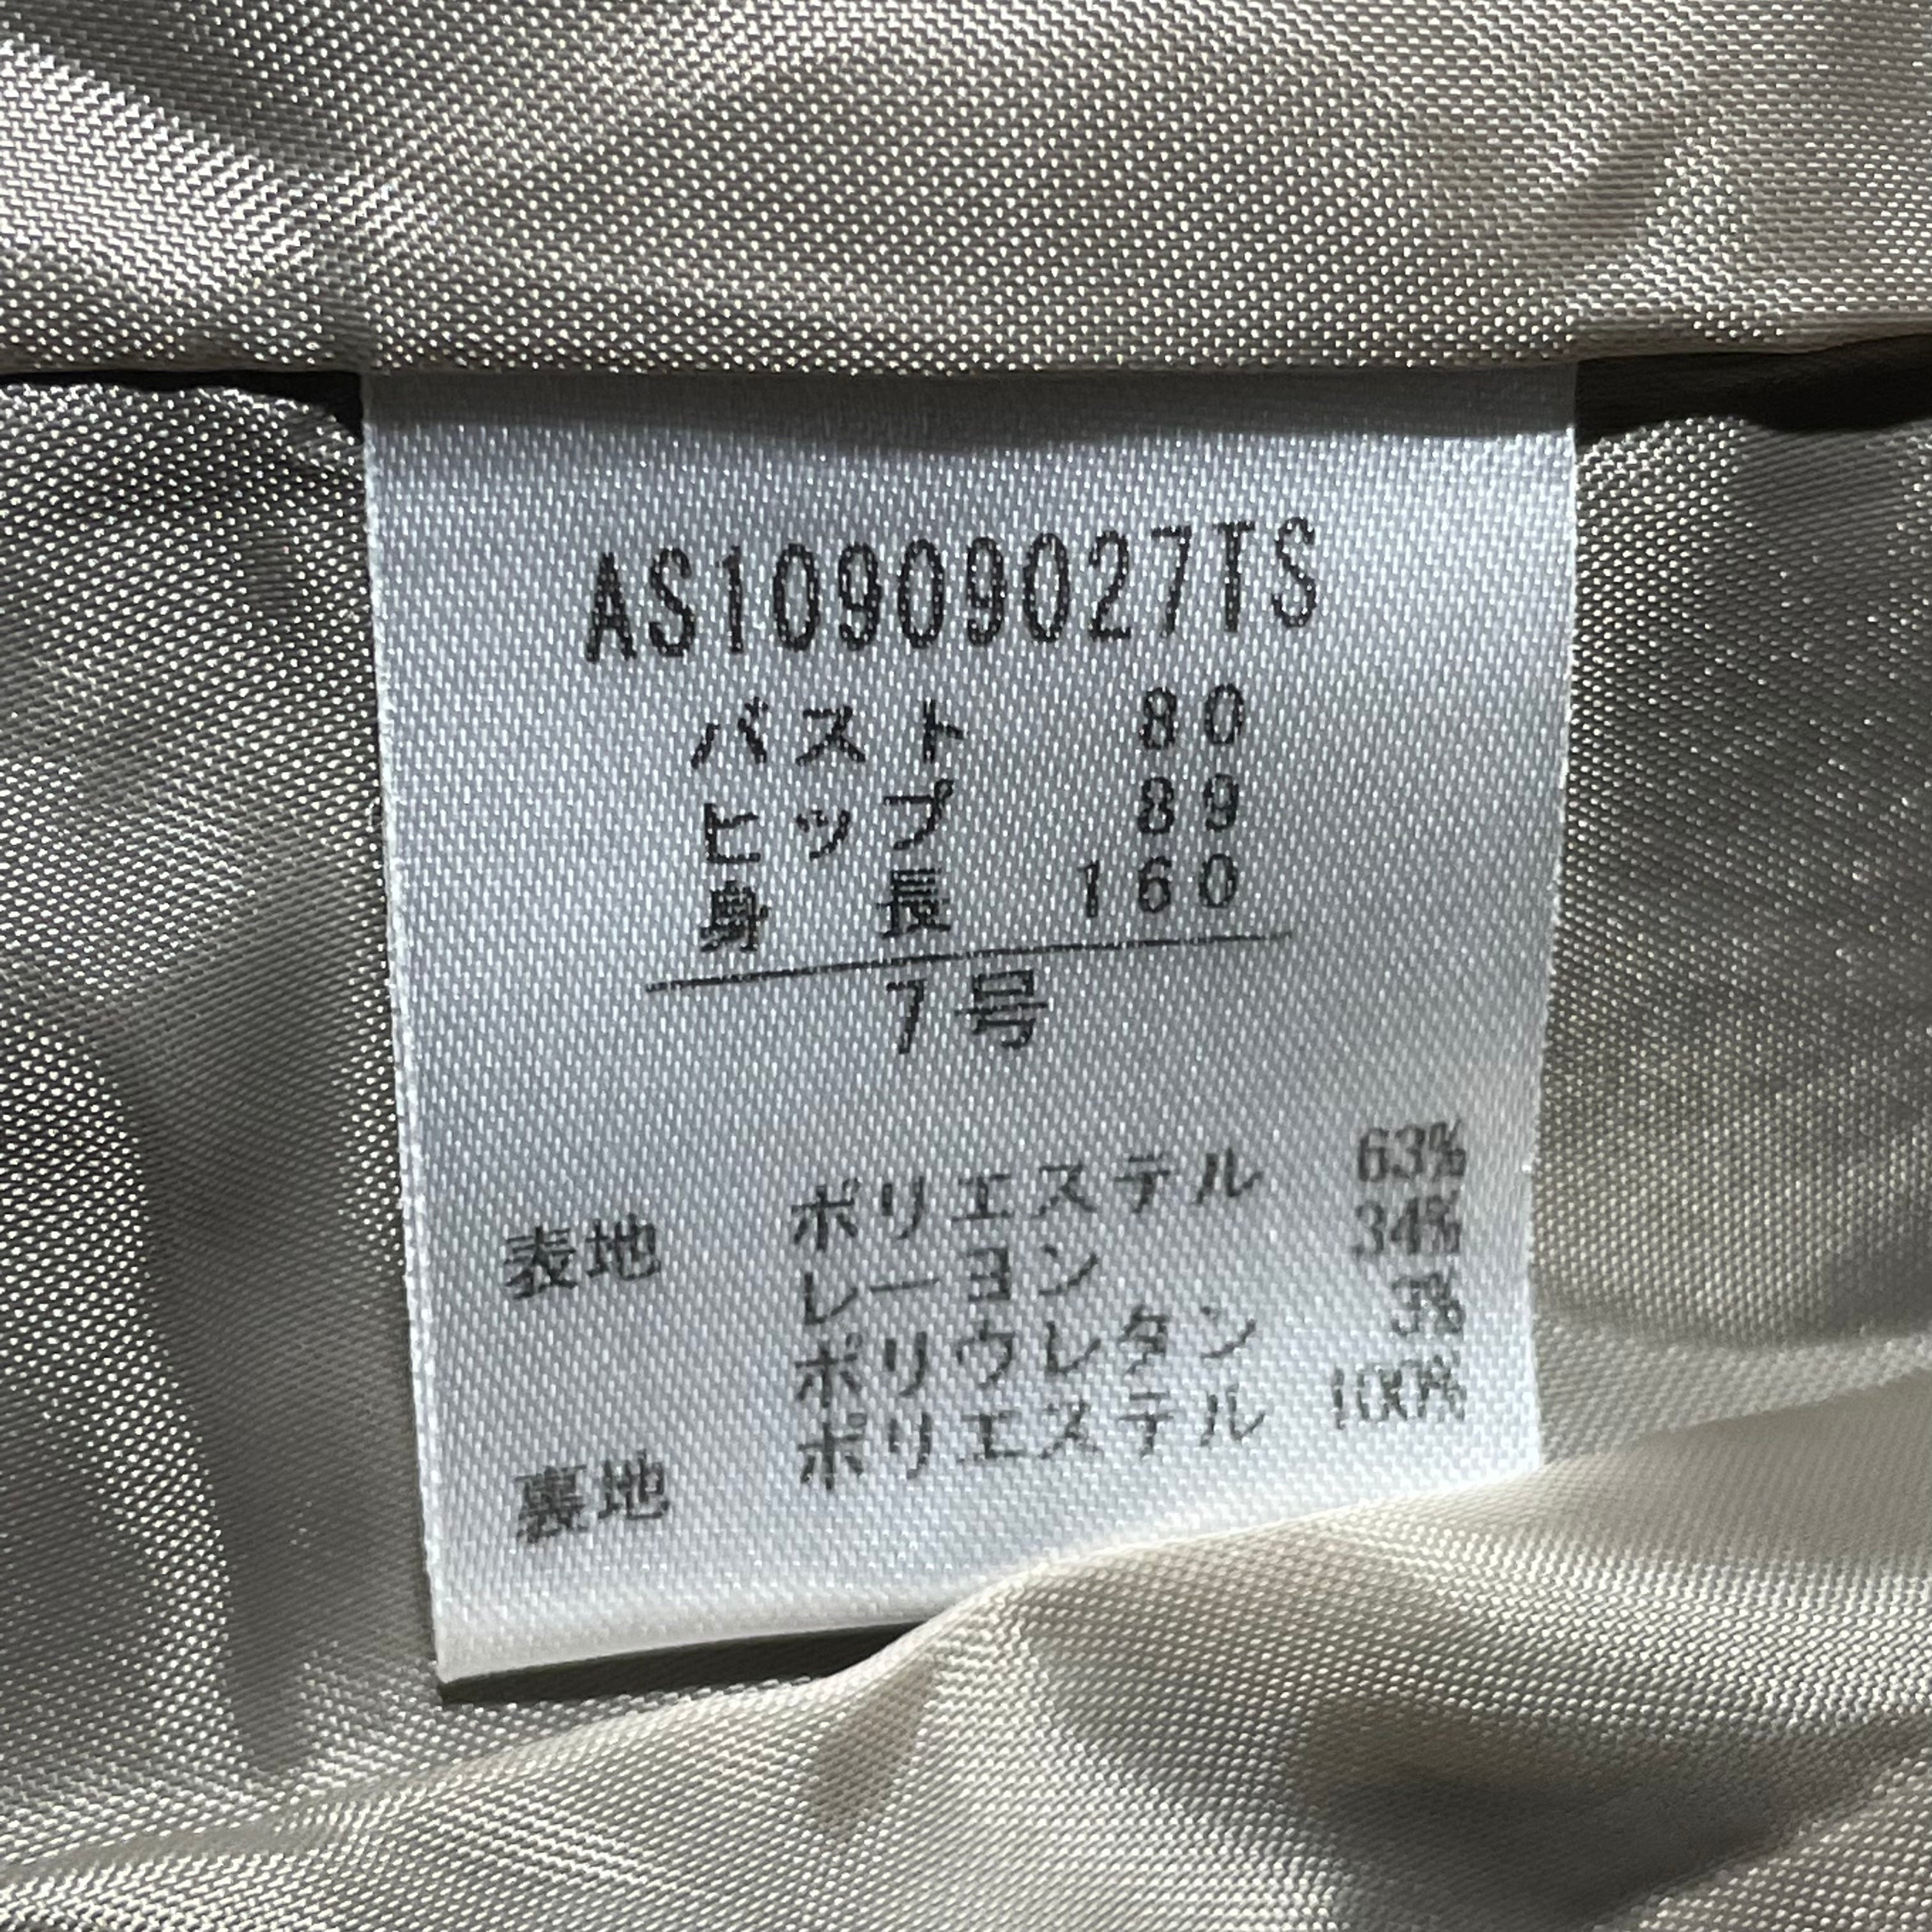 AS10909027TS
バスト 80
ヒップ 89
身長 160
7号
表地 ポリエステル 63%
レーヨン 34%
ポリウレタン 3%
裏地 ポリエステル 100%